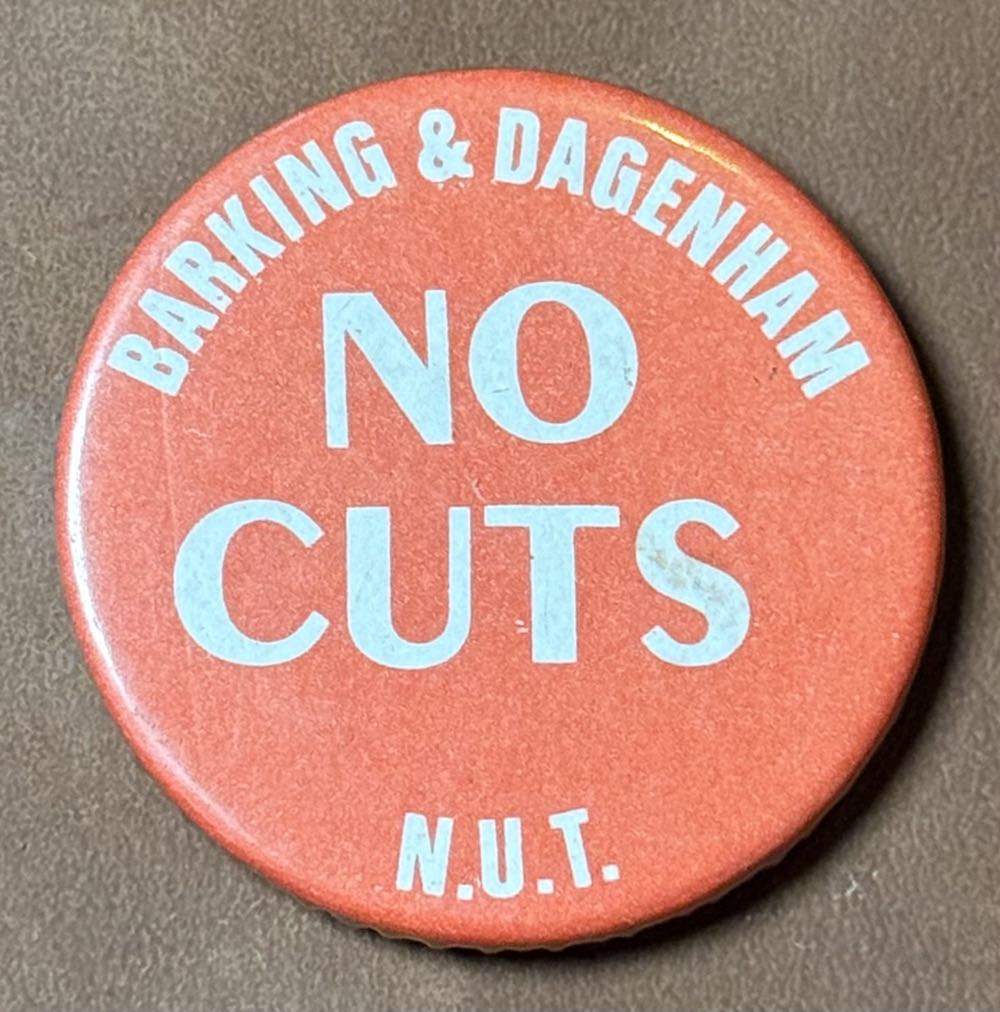 BARKING & DAGENHAM
NO
CUTS
N.U.T.